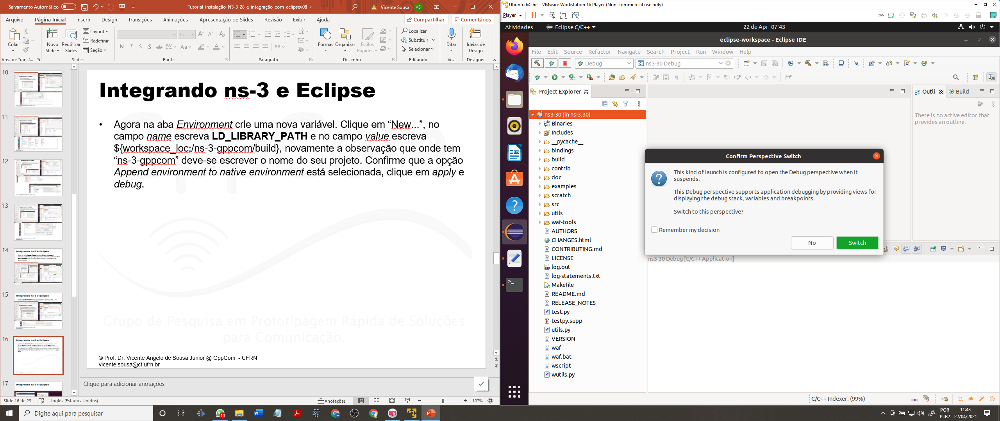 Salvamento Automático
Tutorial_instalação_NS-3_28_e_integração_com_eclipsev08
Vicente Sousa
VS
Arquivo
Página Inicial
Inserir
Design
Transições
Animações
Apresentação de Slides
Revisão
Exibir
Ajuda
Compartilhar
Comentários
Colar
Novo Slide
Reutilizar Slides
Layout
Redefinir
Seção
36
Formas
Organizar
Estilos Rápidos
Localizar
Substituir
Selecionar
Ditar
Ideias de Design
Área de Transf...
Slides
Fonte
Parágrafo
Desenho
Editando
Voz
Designer
10
11
12
13
14
15
16
17
Integrando ns-3 e Eclipse
• Agora na aba Environment crie uma nova variável. Clique em “New...”, no
campo name escreva LD_LIBRARY_PATH e no campo value escreva
${workspace_loc:/ns-3-gppcom/build}, novamente a observação que onde tem
“ns-3-gppcom” deve-se escrever o nome do seu projeto. Confirme que a opção
Append environment to native environment está selecionada, clique em apply e
debug.
GppCom
Grupo de Pesquisa em Prototipagem Rápida de Soluções
para Comunicação.
© Prof. Dr. Vicente Angelo de Sousa Junior @ GppCom - UFRN
vicente.sousa@ct.ufrn.br
Clique para adicionar anotações
Slide 16 de 23
Inglês (Estados Unidos)
Anotações
107%
Ubuntu 64-bit - VMware Workstation 16 Player (Non-commercial use only)
Player
Atividades
Eclipse C/C++
22 de Apr 07:43
eclipse-workspace - Eclipse IDE
File Edit Source Refactor Navigate Search Project Run Window Help
Debug
ns3-30 Debug
Project Explorer
ns3-30 (in ns-3.30)
Binaries
Includes
__pycache__
bindings
build
contrib
doc
examples
scratch
src
utils
waf-tools
AUTHORS
CHANGES.html
CONTRIBUTING.md
LICENSE
log.out
log-statements.txt
Makefile
README.md
RELEASE_NOTES
test.py
testpy.supp
utils.py
VERSION
waf
waf.bat
wscript
wutils.py
Outli
Build
There is no active editor that
provides an outline.
Confirm Perspective Switch
This kind of launch is configured to open the Debug perspective when it
suspends.
This Debug perspective supports application debugging by providing views for
displaying the debug stack, variables and breakpoints.
Switch to this perspective?
Remember my decision
No
Switch
ns3-30 Debug [C/C++ Application]
C/C++ Indexer: (99%)
Digite aqui para pesquisar
13
POR
PTB2
11:43
22/04/2021